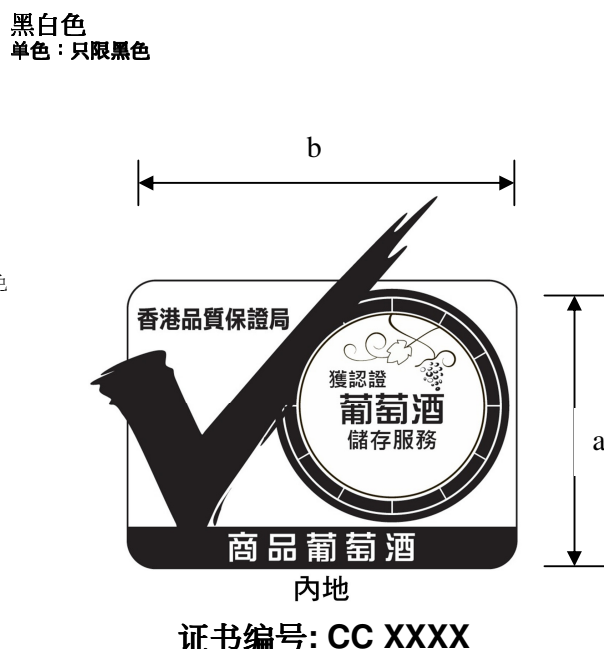 黑白色
单色：只限黑色
b
色
香港品質保證局
獲認證
葡萄酒
儲存服務
a
商品葡萄酒
內地
证书编号: CC XXXX